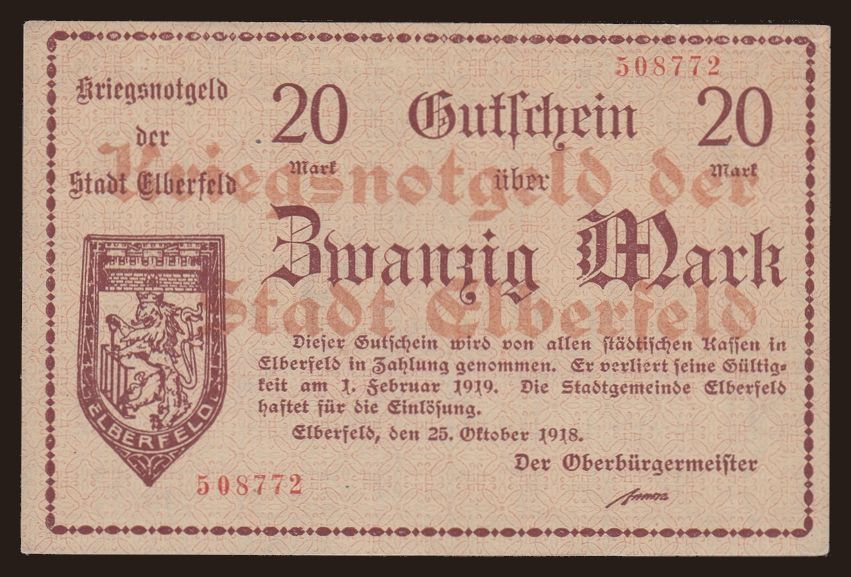 508772
Kriegsnotgeld
der
Stadt Elberfeld
20
Mark
Gutschein
über
20
Mark
Zwanzig Mark
Kriegsnotgeld der
Stadt Elberfeld
Dieser Gutschein wird von allen städtischen Kassen in
Elberfeld in Zahlung genommen. Er verliert seine Gültig-
keit am 1. Februar 1919. Die Stadtgemeinde Elberfeld
haftet für die Einlösung.
Elberfeld, den 25. Oktober 1918.
Der Oberbürgermeister
ELBERFELD
508772